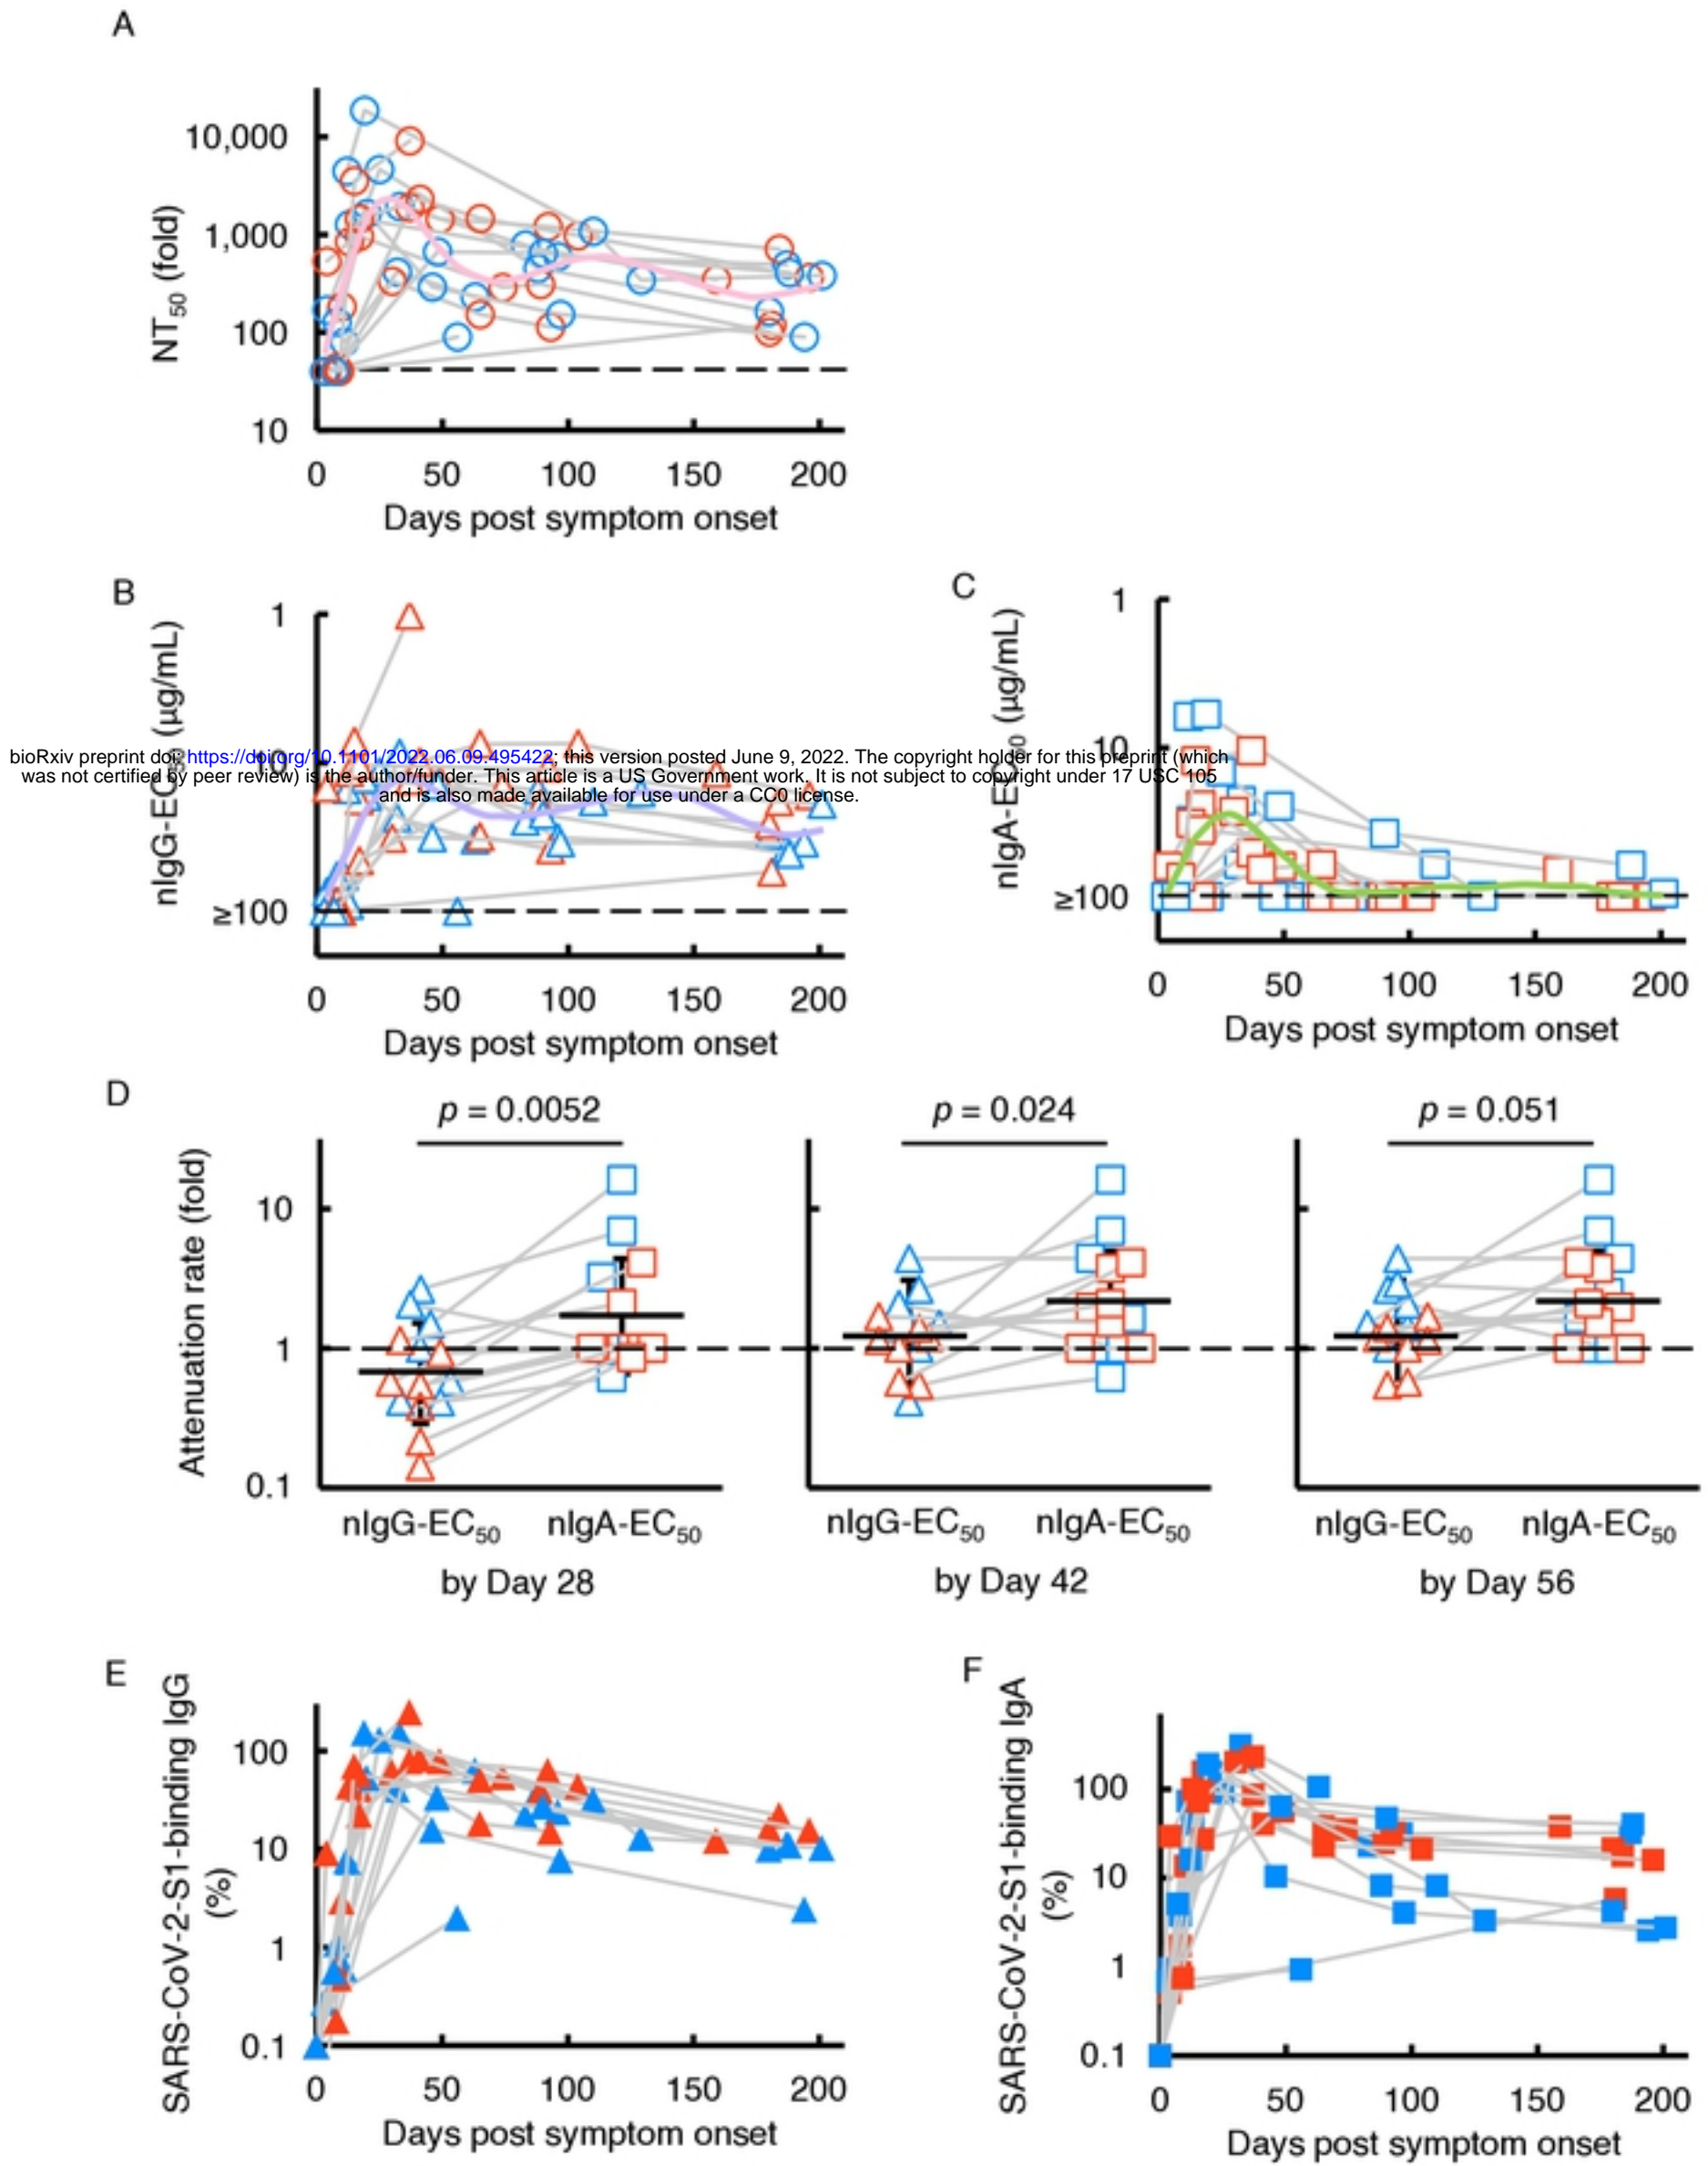 A
NT50 (fold)
10,000
1,000
100
10
0 50 100 150 200
Days post symptom onset
B
nIgG-EC50 (µg/mL)
1
10
≥100
0 50 100 150 200
Days post symptom onset
C
nIgA-EC50 (µg/mL)
1
10
≥100
0 50 100 150 200
Days post symptom onset
bioRxiv preprint doi: https://doi.org/10.1101/2022.06.09.495422; this version posted June 9, 2022. The copyright holder for this preprint (which
was not certified by peer review) is the author/funder. This article is a US Government work. It is not subject to copyright under 17 USC 105
and is also made available for use under a CC0 license.
D
Attenuation rate (fold)
10
1
0.1
p = 0.0052
nIgG-EC50 nIgA-EC50
by Day 28
p = 0.024
nIgG-EC50 nIgA-EC50
by Day 42
p = 0.051
nIgG-EC50 nIgA-EC50
by Day 56
E
SARS-CoV-2-S1-binding IgG
(%)
100
10
1
0.1
0 50 100 150 200
Days post symptom onset
F
SARS-CoV-2-S1-binding IgA
(%)
100
10
1
0.1
0 50 100 150 200
Days post symptom onset